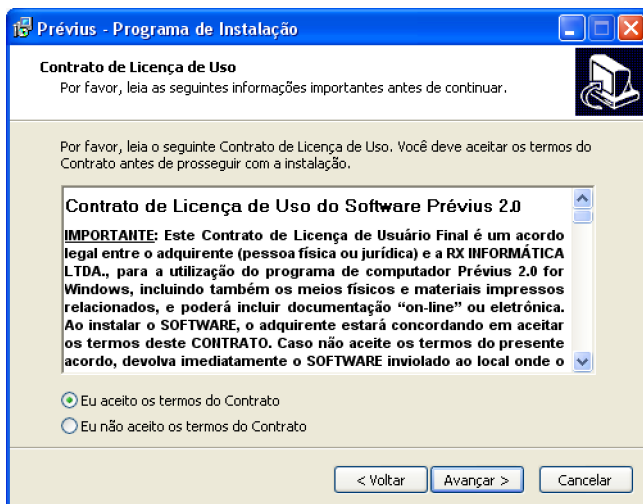 Prévius - Programa de Instalação
Contrato de Licença de Uso
Por favor, leia as seguintes informações importantes antes de continuar.
Por favor, leia o seguinte Contrato de Licença de Uso. Você deve aceitar os termos do
Contrato antes de prosseguir com a instalação.
Contrato de Licença de Uso do Software Prévius 2.0
IMPORTANTE: Este Contrato de Licença de Usuário Final é um acordo
legal entre o adquirente (pessoa física ou jurídica) e a RX INFORMÁTICA
LTDA., para a utilização do programa de computador Prévius 2.0 for
Windows, incluindo também os meios físicos e materiais impressos
relacionados, e poderá incluir documentação “on-line” ou eletrônica.
Ao instalar o SOFTWARE, o adquirente estará concordando em aceitar
os termos deste CONTRATO. Caso não aceite os termos do presente
acordo, devolva imediatamente o SOFTWARE inviolado ao local onde o
Eu aceito os termos do Contrato
Eu não aceito os termos do Contrato
< Voltar Avançar > Cancelar